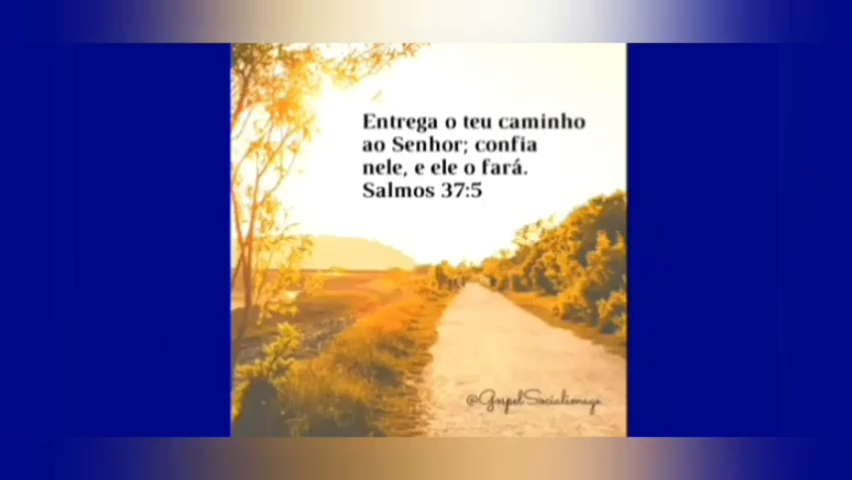 Entrega o teu caminho
ao Senhor; confia
nele, e ele o fará.
Salmos 37:5
@GospelSocialimage